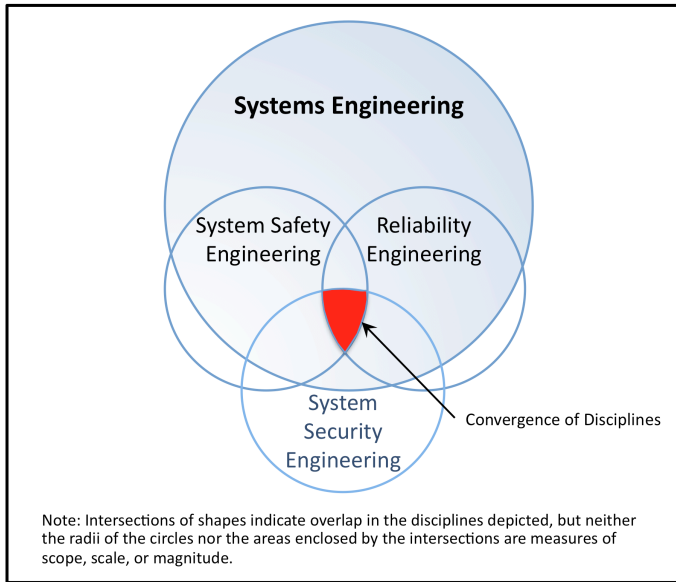 Systems Engineering
System Safety
Engineering
Reliability
Engineering
System
Security
Engineering
Convergence of Disciplines
Note: Intersections of shapes indicate overlap in the disciplines depicted, but neither
the radii of the circles nor the areas enclosed by the intersections are measures of
scope, scale, or magnitude.